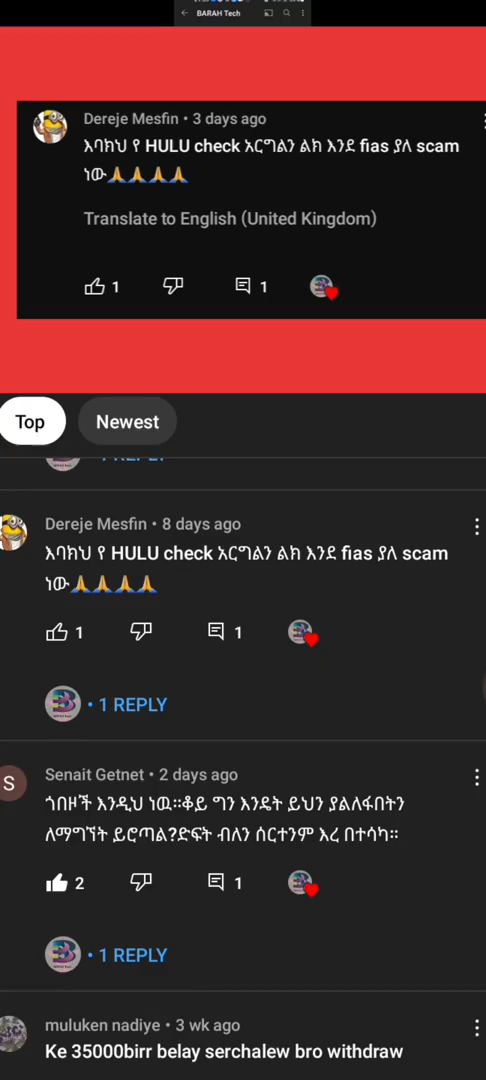 BARAH Tech
Dereje Mesfin • 3 days ago
እባክህ የ HULU check አርግልን ልክ እንደ fias ያለ scam
ነው🙏🙏🙏🙏
Translate to English (United Kingdom)
1
1
Top
Newest
Dereje Mesfin • 8 days ago
እባክህ የ HULU check አርግልን ልክ እንደ fias ያለ scam
ነው🙏🙏🙏🙏
1
1
• 1 REPLY
S
Senait Getnet • 2 days ago
ጎበዞች እንዲህ ነዉ።ቆይ ግን እንዴት ይህን ያልለፋበትን
ለማግኘት ይሮጣል?ድፍት ብለን ሰርተንም እረ በተሳካ።
2
1
• 1 REPLY
muluken nadiye • 3 wk ago
Ke 35000birr belay serchalew bro withdraw